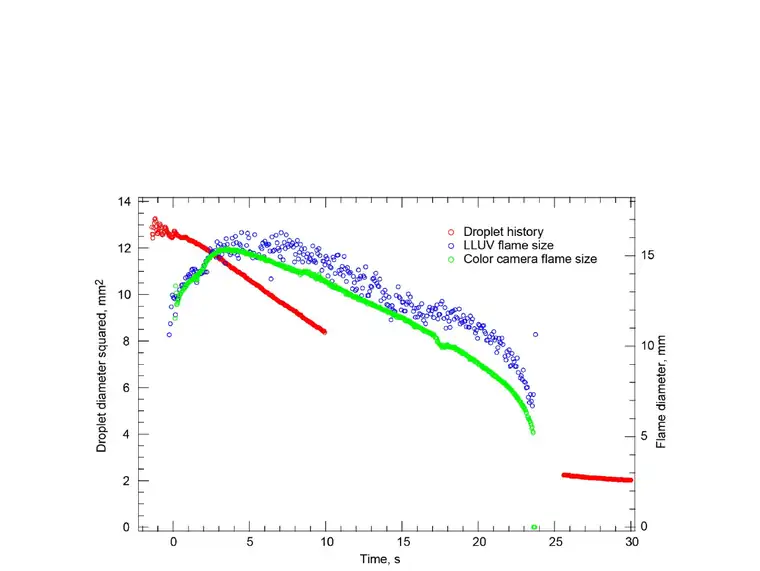 14
12
10
8
6
4
2
0
Droplet diameter squared, mm2
Droplet history
LLUV flame size
Color camera flame size
15
10
5
0
Flame diameter, mm
0 5 10 15 20 25 30
Time, s